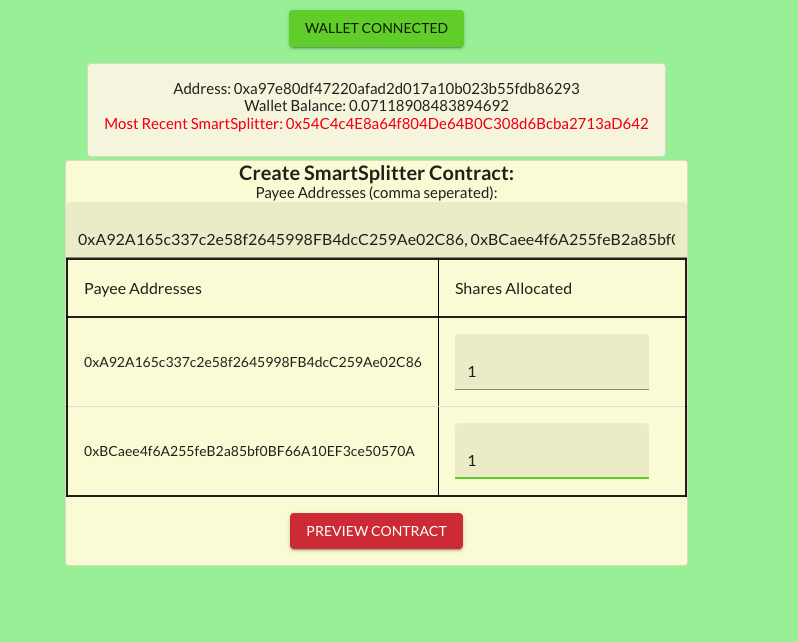 WALLET CONNECTED
Address: 0xa97e80df47220afad2d017a10b023b55fdb86293
Wallet Balance: 0.07118908483894692
Most Recent SmartSplitter: 0x54C4c4E8a64f804De64B0C308d6Bcba2713aD642
Create SmartSplitter Contract:
Payee Addresses (comma seperated):
0xA92A165c337c2e58f2645998FB4dcC259Ae02C86, 0xBCaee4f6A255feB2a85bf(
Payee Addresses Shares Allocated
0xA92A165c337c2e58f2645998FB4dcC259Ae02C86 1
0xBCaee4f6A255feB2a85bf0BF66A10EF3ce50570A 1
PREVIEW CONTRACT